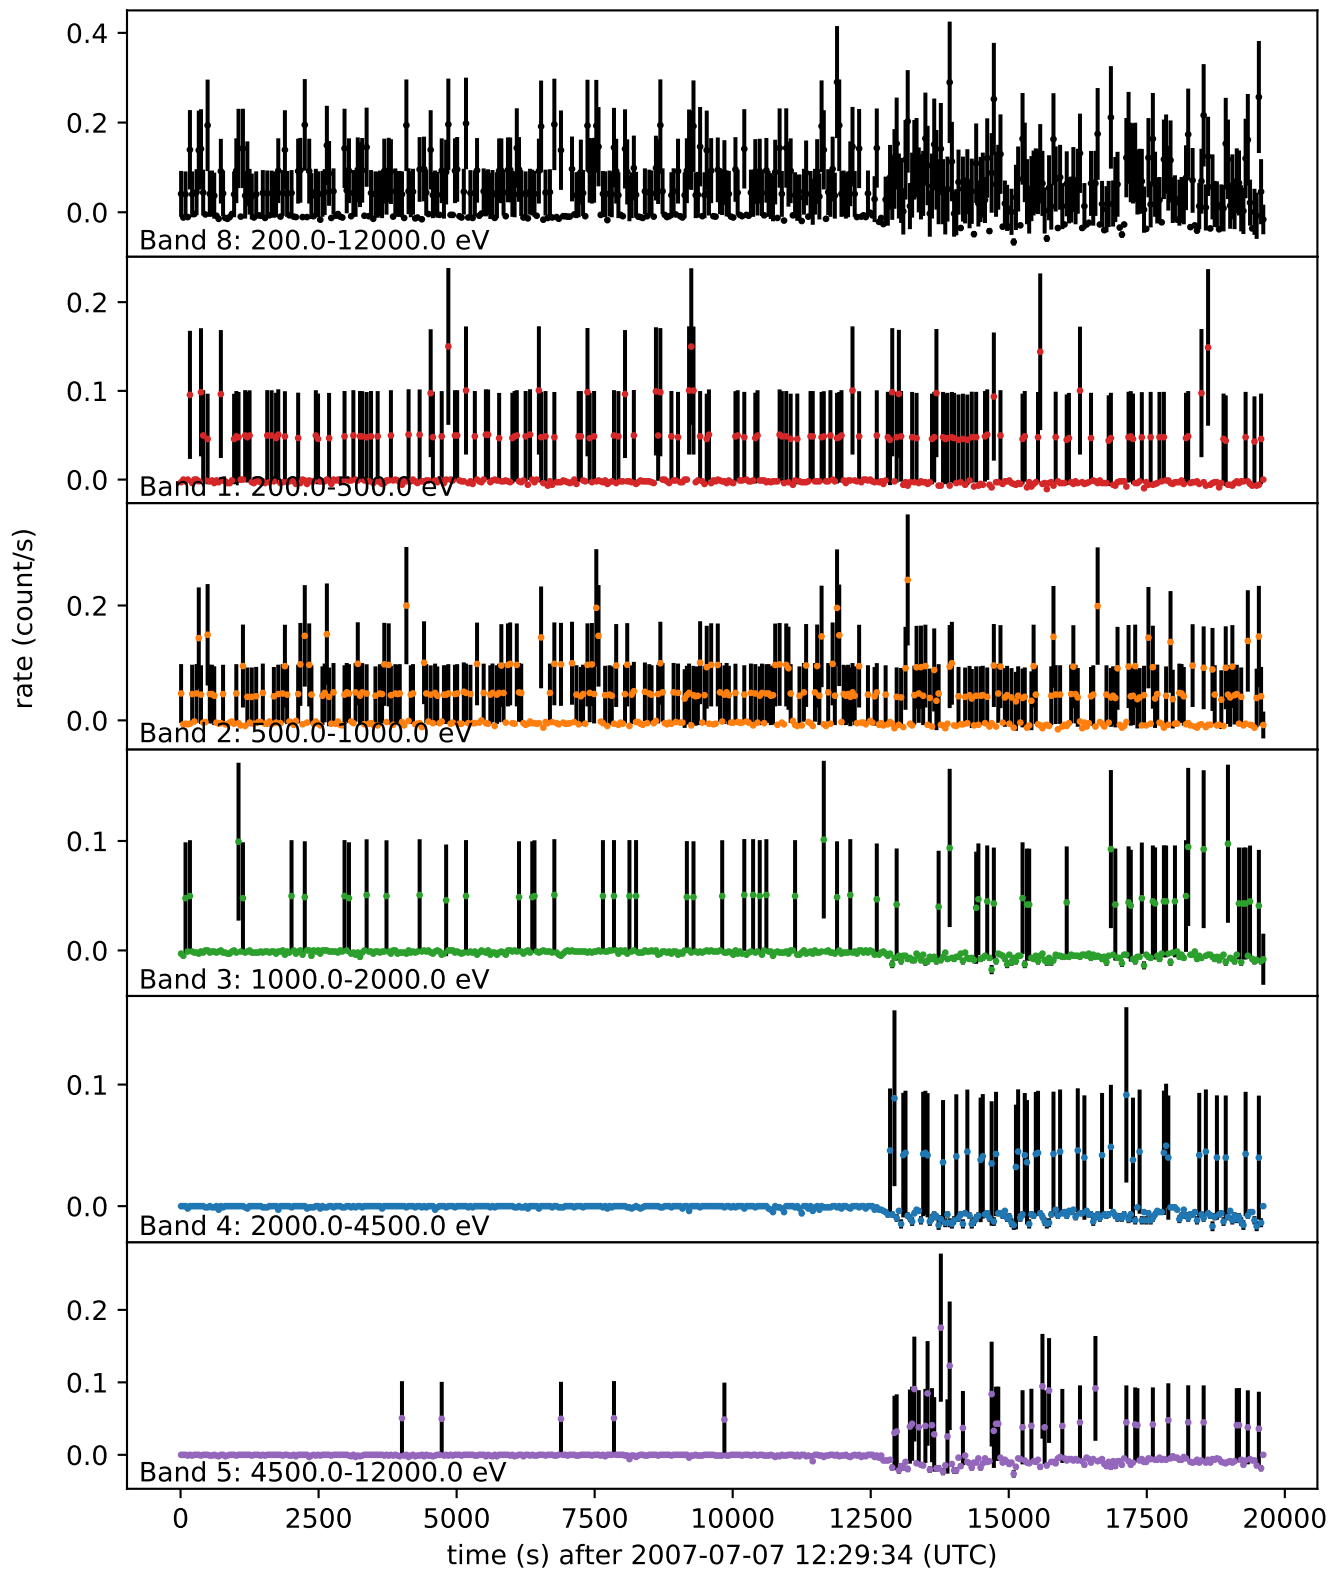 rate (count/s)
0.4
0.2
0.0
Band 8: 200.0-12000.0 eV
0.2
0.1
0.0
Band 1: 200.0-500.0 eV
0.2
0.0
Band 2: 500.0-1000.0 eV
0.1
0.0
Band 3: 1000.0-2000.0 eV
0.1
0.0
Band 4: 2000.0-4500.0 eV
0.2
0.1
0.0
Band 5: 4500.0-12000.0 eV
0 2500 5000 7500 10000 12500 15000 17500 20000
time (s) after 2007-07-07 12:29:34 (UTC)